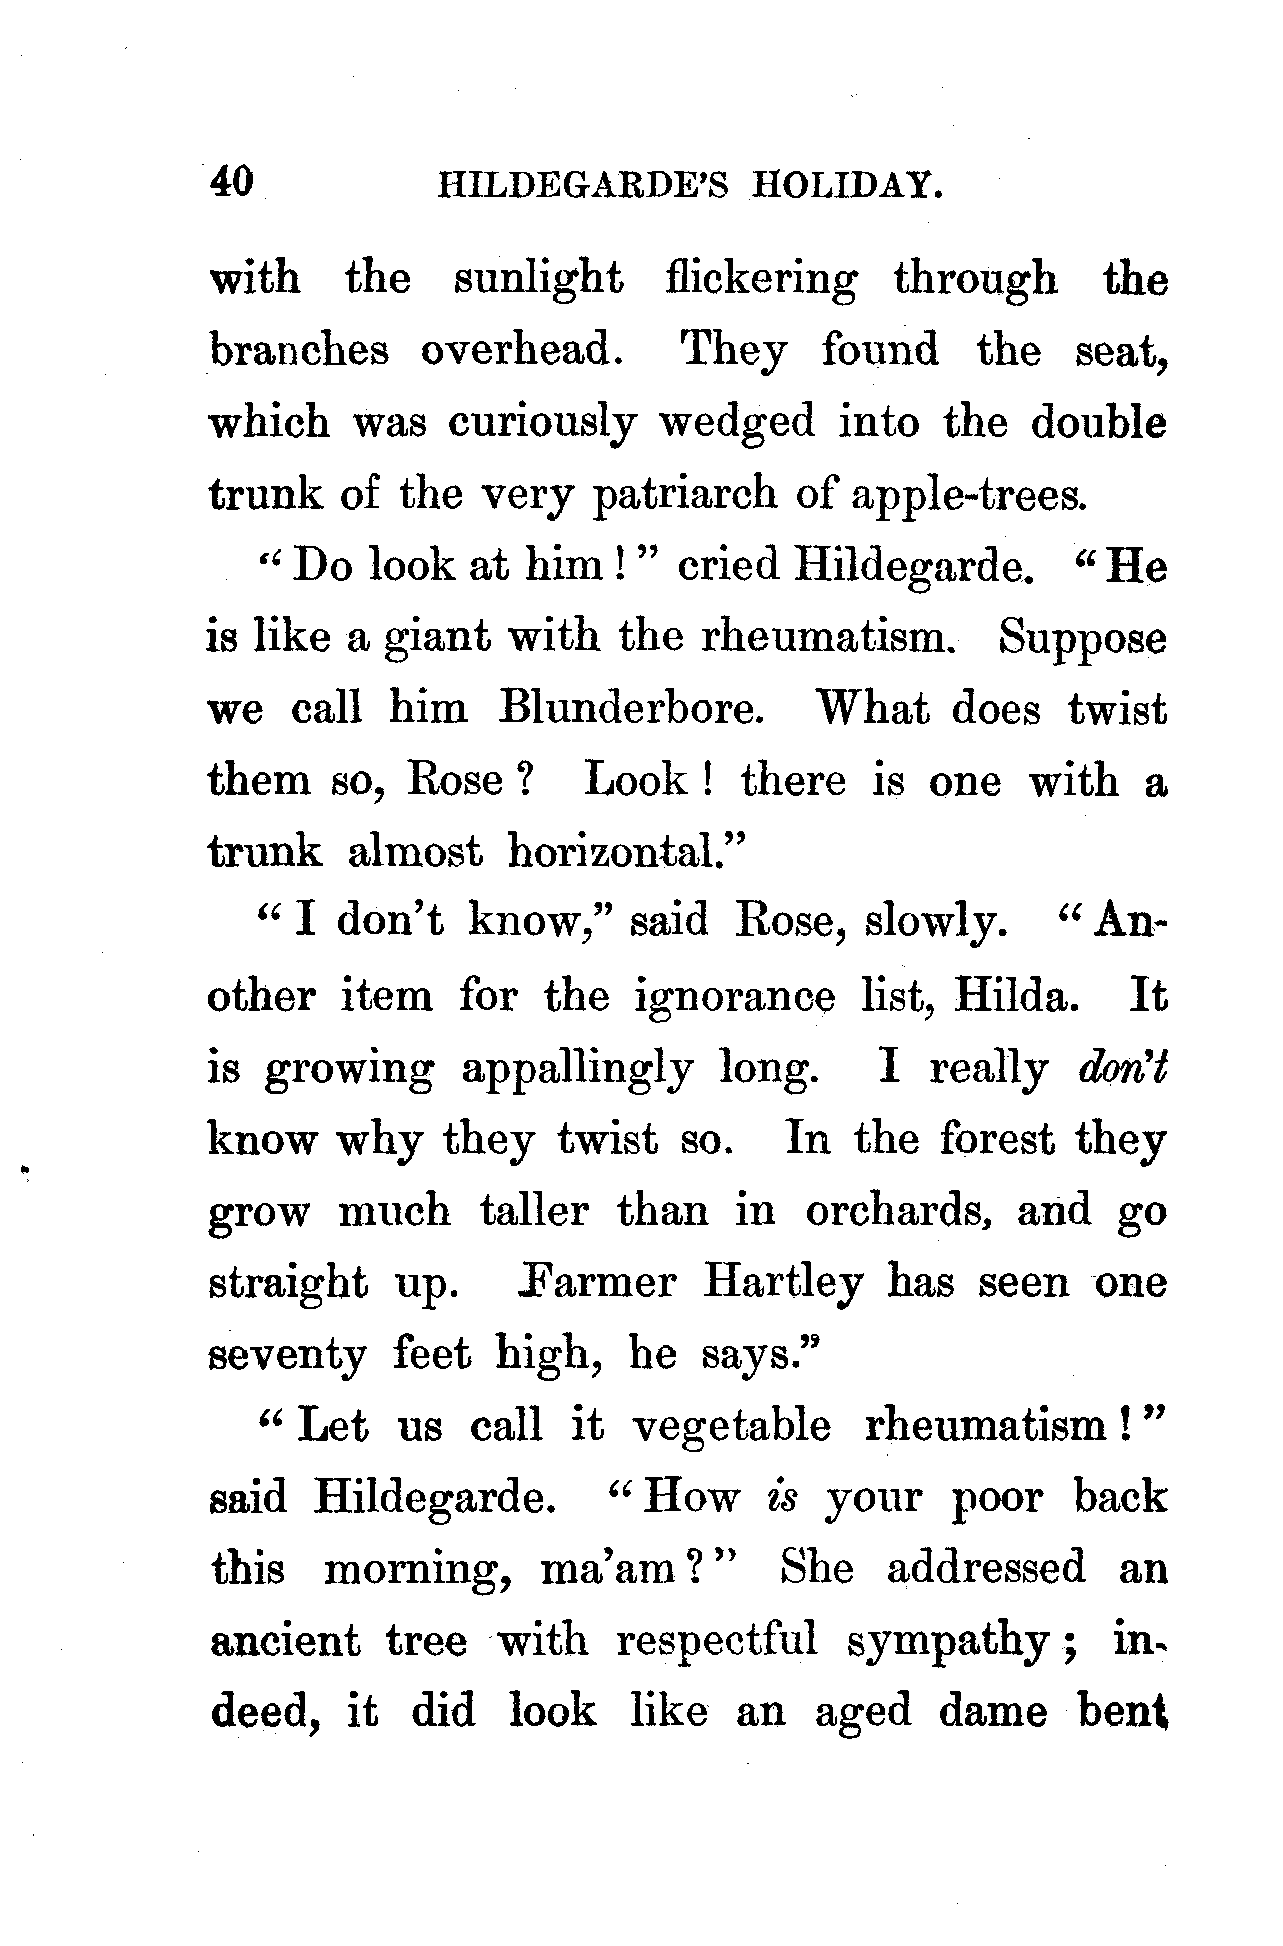 40 HILDEGARDE'S HOLIDAY.
with the sunlight flickering through the
branches overhead. They found the seat,
which was curiously wedged into the double
trunk of the very patriarch of apple-trees.
“ Do look at him ! ” cried Hildegarde. “ He
is like a giant with the rheumatism. Suppose
we call him Blunderbore. What does twist
them so, Rose ? Look ! there is one with a
trunk almost horizontal.”
“ I don't know,” said Rose, slowly. “ An-
other item for the ignorance list, Hilda. It
is growing appallingly long. I really don't
know why they twist so. In the forest they
grow much taller than in orchards, and go
straight up. Farmer Hartley has seen one
seventy feet high, he says.”
“ Let us call it vegetable rheumatism ! ”
said Hildegarde. “ How is your poor back
this morning, ma'am ? ” She addressed an
ancient tree with respectful sympathy ; in-
deed, it did look like an aged dame bent